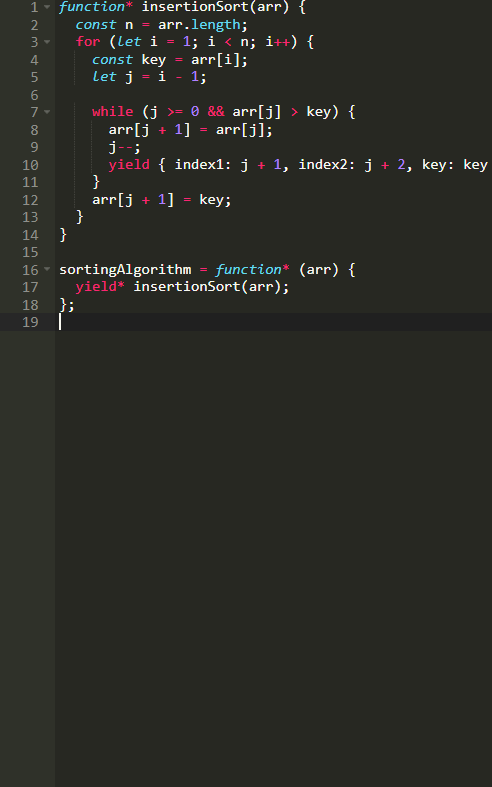 1 function* insertionSort(arr) {
2 const n = arr.length;
3 for (let i = 1; i < n; i++) {
4 const key = arr[i];
5 let j = i - 1;
6
7 while (j >= 0 && arr[j] > key) {
8 arr[j + 1] = arr[j];
9 j--;
10 yield { index1: j + 1, index2: j + 2, key: key
11 }
12 arr[j + 1] = key;
13 }
14 }
15
16 sortingAlgorithm = function* (arr) {
17 yield* insertionSort(arr);
18 };
19